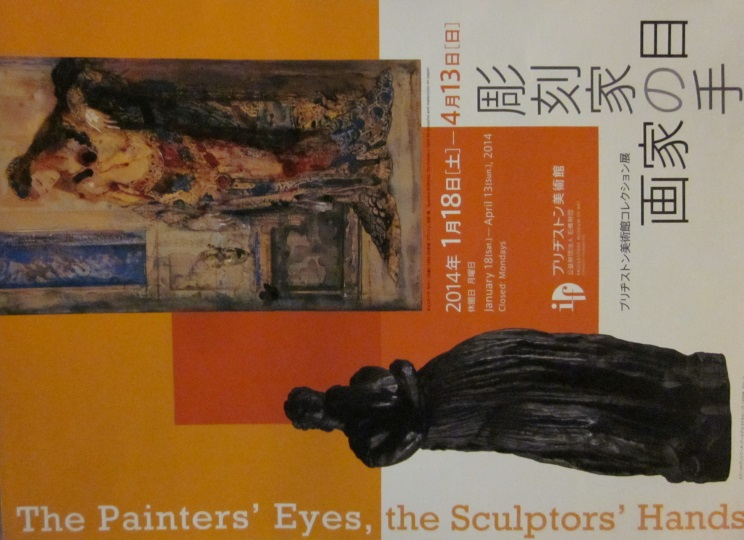 ブリヂストン美術館コレクション展
画家の目
彫刻家の手
2014年 1月18日[土]—4月13日[日]
休館日 月曜日
January 18(Sat.)—April 13(Sun.), 2014
Closed: Mondays
ブリヂストン美術館
The Painters' Eyes, the Sculptors' Hands